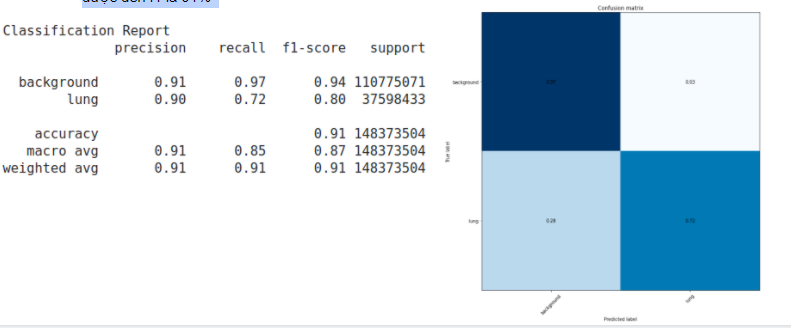 Classification Report
precision recall f1-score support
background 0.91 0.97 0.94 110775071
lung 0.90 0.72 0.80 37598433
accuracy 0.91 148373504
macro avg 0.91 0.85 0.87 148373504
weighted avg 0.91 0.91 0.91 148373504
Confusion matrix
True label
background
0.97
0.03
lung
0.28
0.72
background
lung
Predicted label